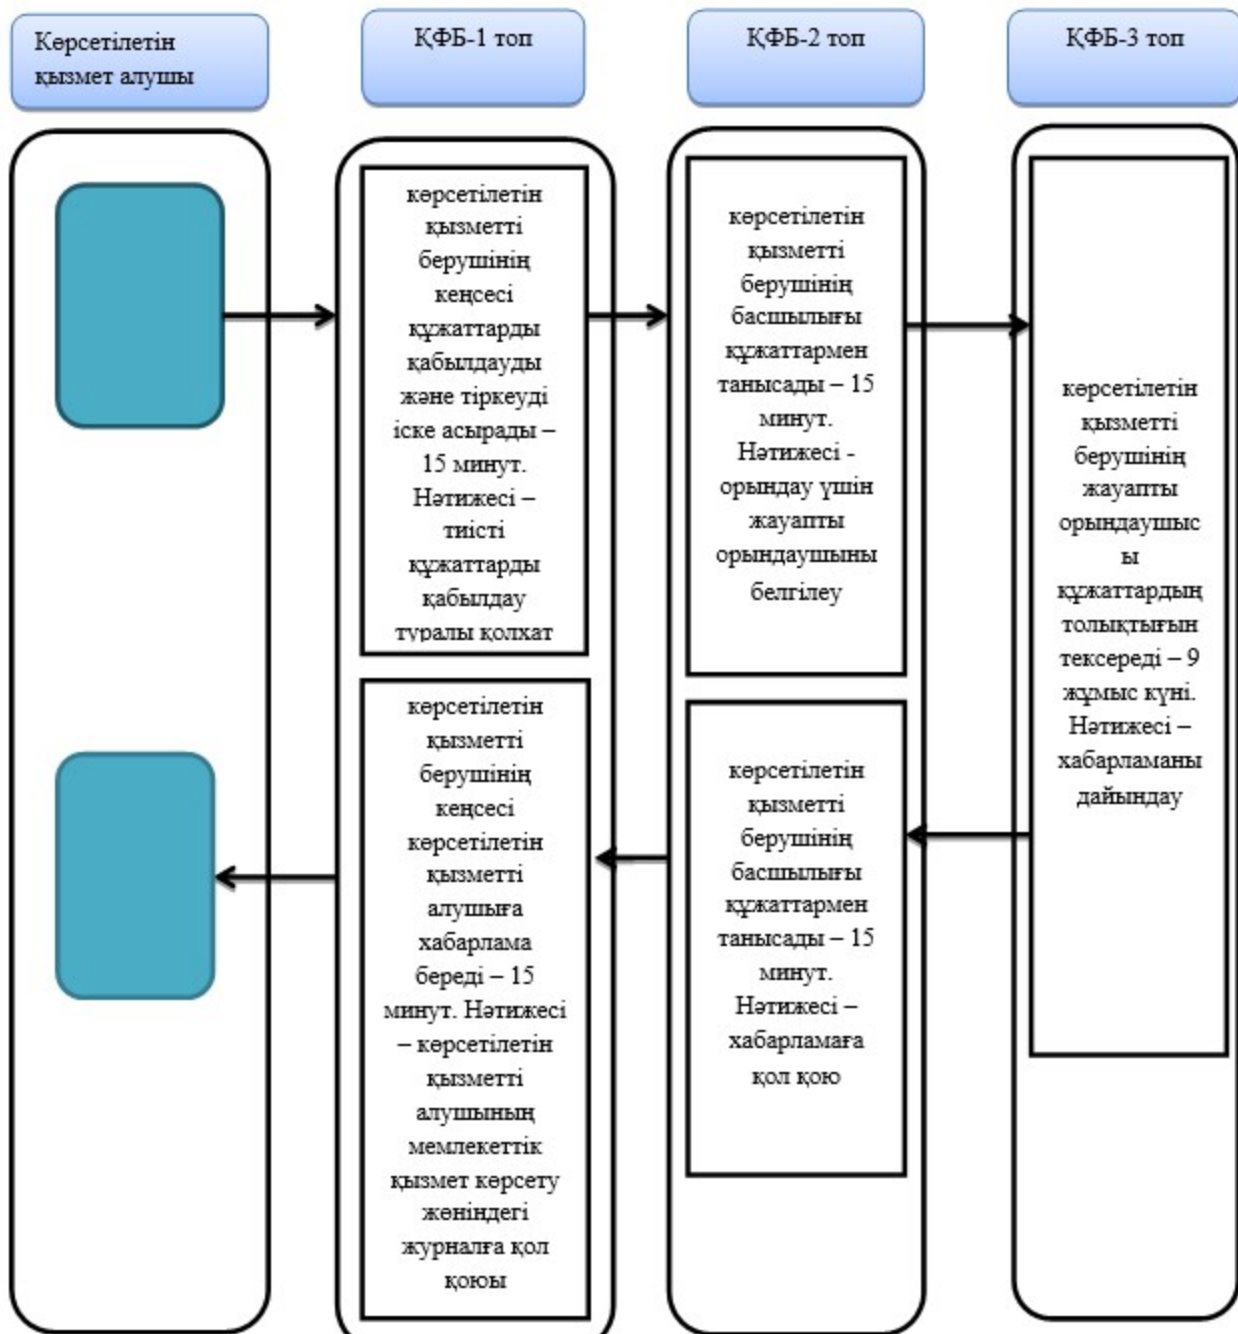 Көрсетілетін
қызмет алушы
ҚФБ-1 топ
ҚФБ-2 топ
ҚФБ-3 топ
көрсетілетін
қызметті
берушінің
кеңсесі
құжаттарды
қабылдауды
және тіркеуді
іске асырады –
15 минут.
Нәтижесі –
тиісті
құжаттарды
қабылдау
туралы қолхат
көрсетілетін
қызметті
берушінің
басшылығы
құжаттармен
танысады – 15
минут.
Нәтижесі -
орындау үшін
жауапты
орындаушыны
белгілеу
көрсетілетін
қызметті
берушінің
жауапты
орындаушыс
ы
құжаттардың
толықтығын
тексереді – 9
жұмыс күні.
Нәтижесі –
хабарламаны
дайындау
көрсетілетін
қызметті
берушінің
кеңсесі
көрсетілетін
қызметті
алушыға
хабарлама
береді – 15
минут. Нәтижесі
– көрсетілетін
қызметті
алушының
мемлекеттік
қызмет көрсету
жөніндегі
журналға қол
қоюы
көрсетілетін
қызметті
берушінің
басшылығы
құжаттармен
танысады – 15
минут.
Нәтижесі –
хабарламаға
қол қою